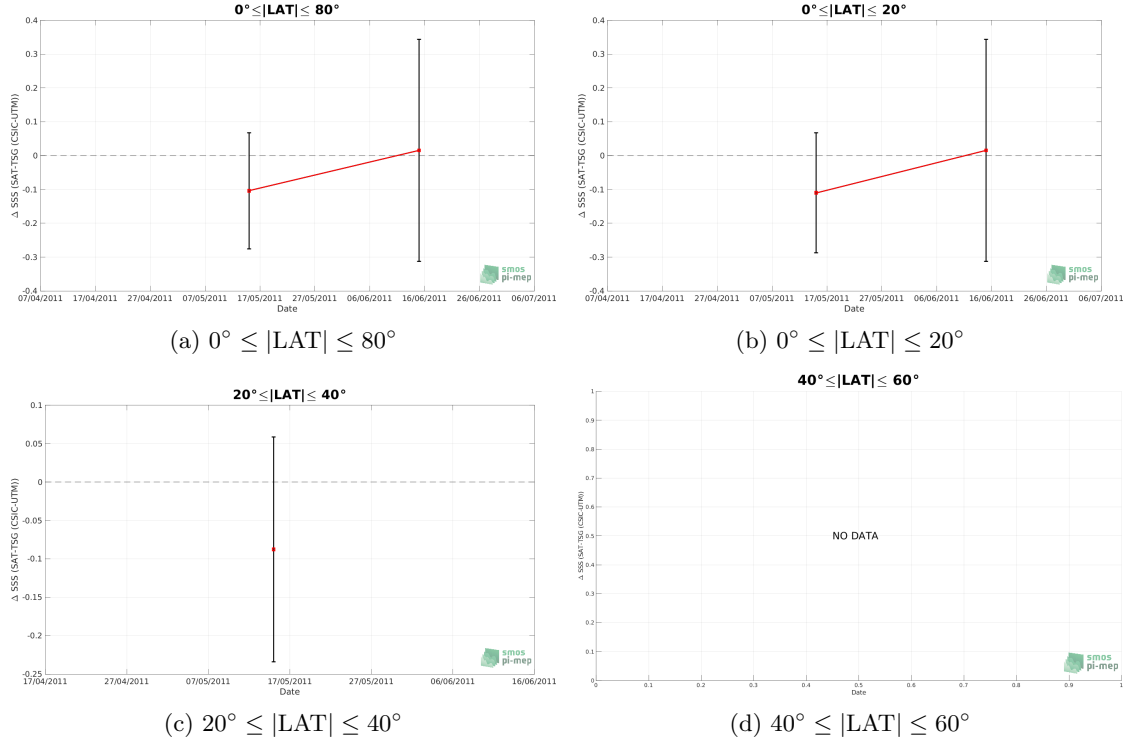 0°≤|LAT|≤ 80°
0.4
0.3
0.2
0.1
0
-0.1
-0.2
-0.3
-0.4
Δ SSS (SAT-TSG (CSIC-UTM))
07/04/2011 17/04/2011 27/04/2011 07/05/2011 17/05/2011 27/05/2011 06/06/2011 16/06/2011 26/06/2011 06/07/2011
Date
smos
pi-mep
(a) 0° ≤ |LAT| ≤ 80°
0°≤|LAT|≤ 20°
0.4
0.3
0.2
0.1
0
-0.1
-0.2
-0.3
-0.4
Δ SSS (SAT-TSG (CSIC-UTM))
07/04/2011 17/04/2011 27/04/2011 07/05/2011 17/05/2011 27/05/2011 06/06/2011 16/06/2011 26/06/2011 06/07/2011
Date
smos
pi-mep
(b) 0° ≤ |LAT| ≤ 20°
20°≤|LAT|≤ 40°
0.1
0.05
0
-0.05
-0.1
-0.15
-0.2
-0.25
Δ SSS (SAT-TSG (CSIC-UTM))
17/04/2011 27/04/2011 07/05/2011 17/05/2011 27/05/2011 06/06/2011 16/06/2011
Date
smos
pi-mep
(c) 20° ≤ |LAT| ≤ 40°
40°≤|LAT|≤ 60°
1
0.9
0.8
0.7
0.6
0.5
0.4
0.3
0.2
0.1
0
Δ SSS (SAT-TSG (CSIC-UTM))
NO DATA
0 0.1 0.2 0.3 0.4 0.5 0.6 0.7 0.8 0.9 1
Date
smos
pi-mep
(d) 40° ≤ |LAT| ≤ 60°